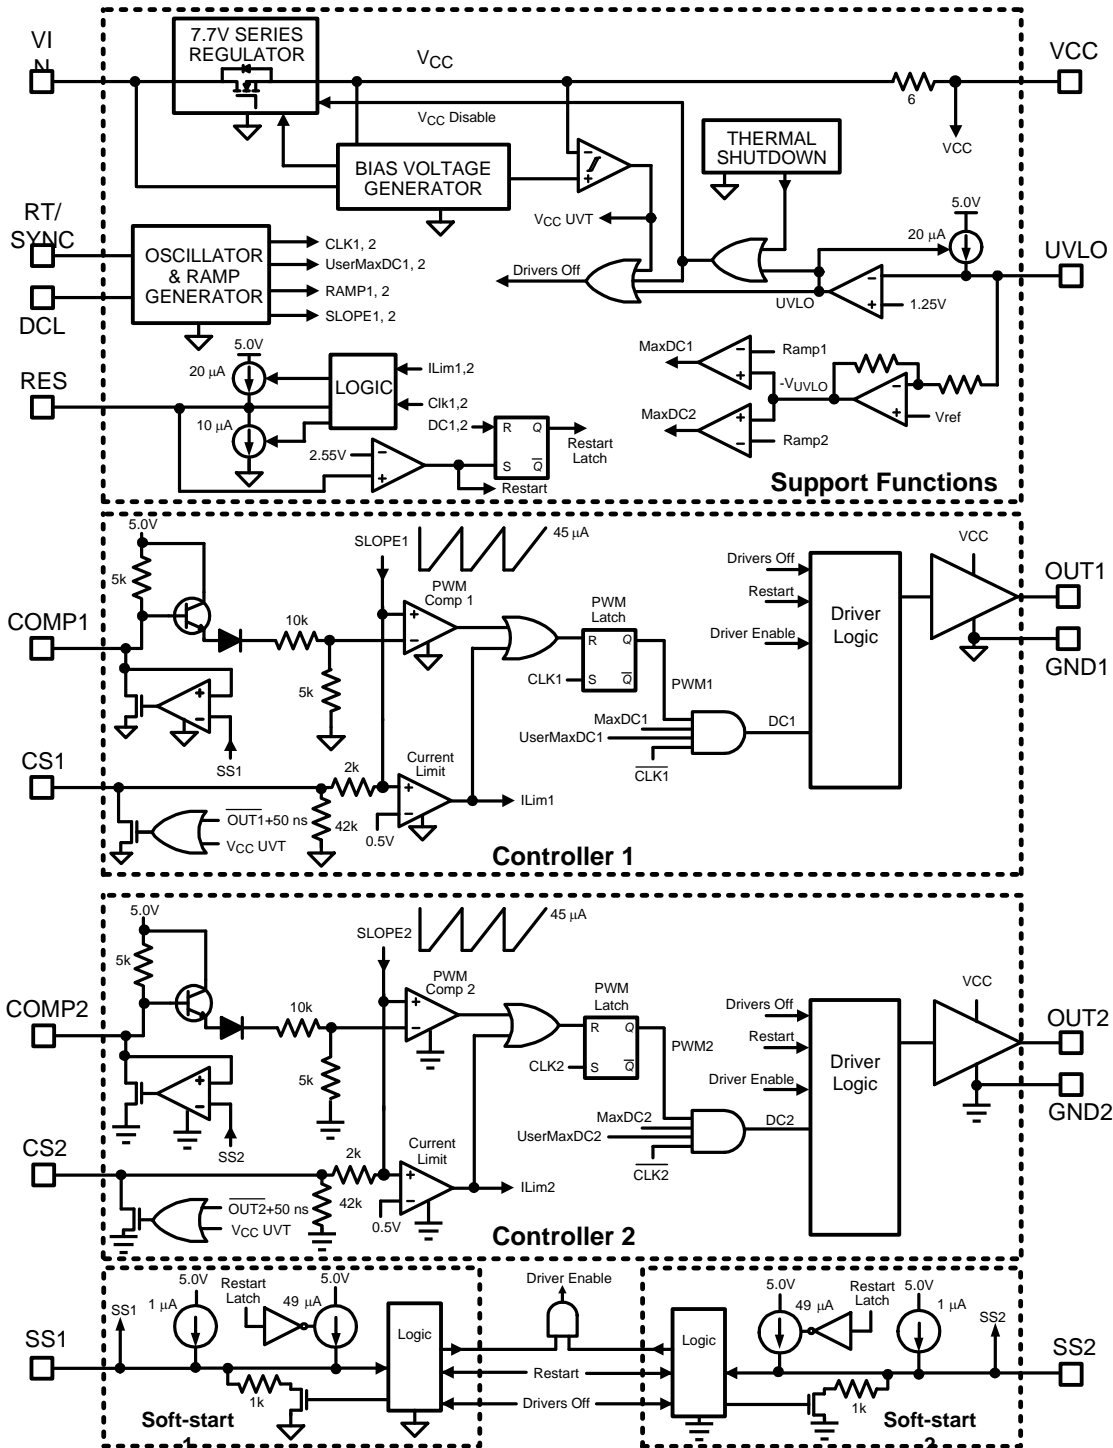 VI
N
7.7V SERIES
REGULATOR
VCC
VCC
6
VCC
VCC Disable
THERMAL
SHUTDOWN
BIAS VOLTAGE
GENERATOR
VCC UVT
5.0V
20 µA
UVLO
RT/
SYNC
DCL
OSCILLATOR
& RAMP
GENERATOR
CLK1, 2
UserMaxDC1, 2
RAMP1, 2
SLOPE1, 2
Drivers Off
UVLO
1.25V
RES
5.0V
20 µA
10 µA
LOGIC
ILim1,2
Clk1,2
MaxDC1
Ramp1
-VUVLO
Vref
MaxDC2
Ramp2
DC1,2
R Q
S Q
Restart
Latch
2.55V
Restart
Support Functions
5.0V
5k
COMP1
SLOPE1
45 µA
PWM
Comp 1
10k
5k
SS1
PWM
Latch
R Q
S Q
CLK1
PWM1
MaxDC1
UserMaxDC1
CLK1
DC1
Drivers Off
Restart
Driver Enable
Driver
Logic
VCC
OUT1
GND1
CS1
2k
42k
Current
Limit
0.5V
ILim1
OUT1+50 ns
VCC UVT
Controller 1
5.0V
5k
COMP2
SLOPE2
45 µA
PWM
Comp 2
10k
5k
SS2
PWM
Latch
R Q
S Q
CLK2
PWM2
MaxDC2
UserMaxDC2
CLK2
DC2
Drivers Off
Restart
Driver Enable
Driver
Logic
VCC
OUT2
GND2
CS2
2k
42k
Current
Limit
0.5V
ILim2
OUT2+50 ns
VCC UVT
Controller 2
SS1
SS1
5.0V
1 µA
Restart
Latch
49 µA
5.0V
Logic
1k
Soft-start
1
Driver Enable
Restart
Drivers Off
Logic
5.0V
49 µA
Restart
Latch
5.0V
1 µA
SS2
SS2
1k
Soft-start
2